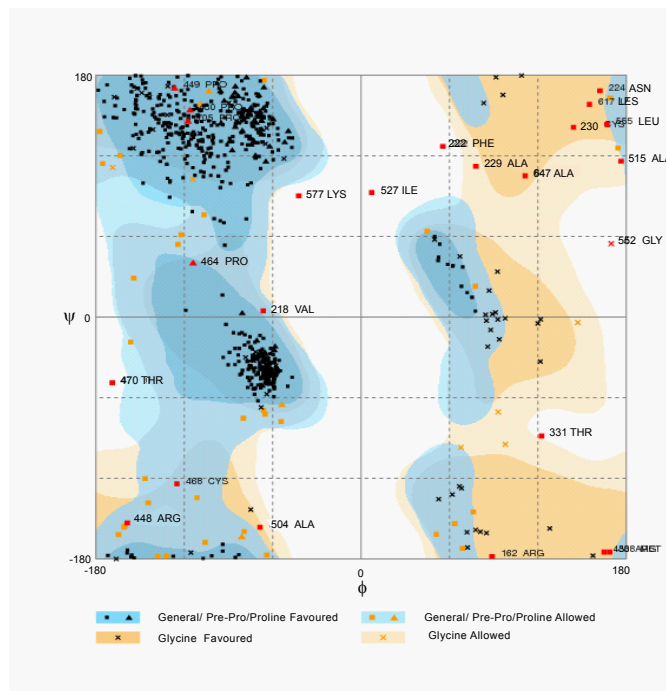 180
449 PRO
224 ASN
617
230
555 LEU
222 PHE
515 ALA
229 ALA
647 ALA
577 LYS
527 ILE
552 GLY
464 PRO
218 VAL
ψ 0
470 THR
331 THR
468 CYS
448 ARG
504 ALA
162 ARG
-180
-180 0 180
ϕ
General/ Pre-Pro/Proline Favoured General/ Pre-Pro/Proline Allowed
Glycine Favoured Glycine Allowed